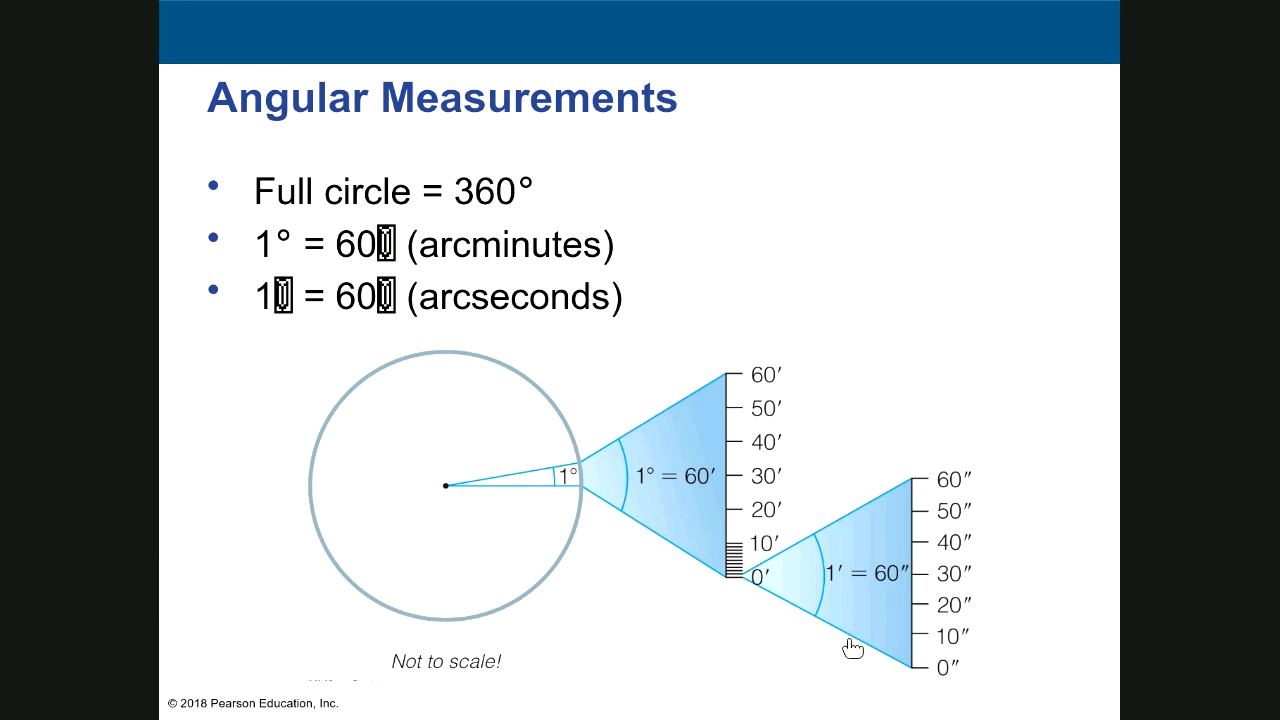 Angular Measurements
• Full circle = 360°
• 1° = 60▯ (arcminutes)
• 1▯ = 60▯ (arcseconds)
60′
50′
40′
30′
20′
10′
0′
1°
1° = 60′
60″
50″
40″
30″
20″
10″
0″
1′ = 60″
Not to scale!
© 2018 Pearson Education, Inc.